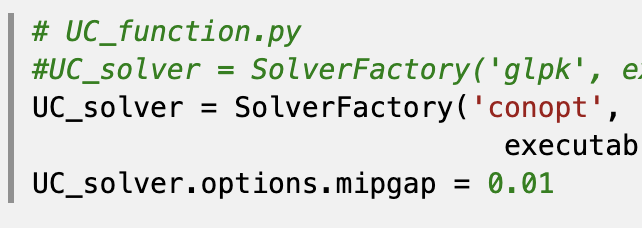 # UC_function.py
#UC_solver = SolverFactory('glpk',
UC_solver = SolverFactory('conopt',
executab
UC_solver.options.mipgap = 0.01